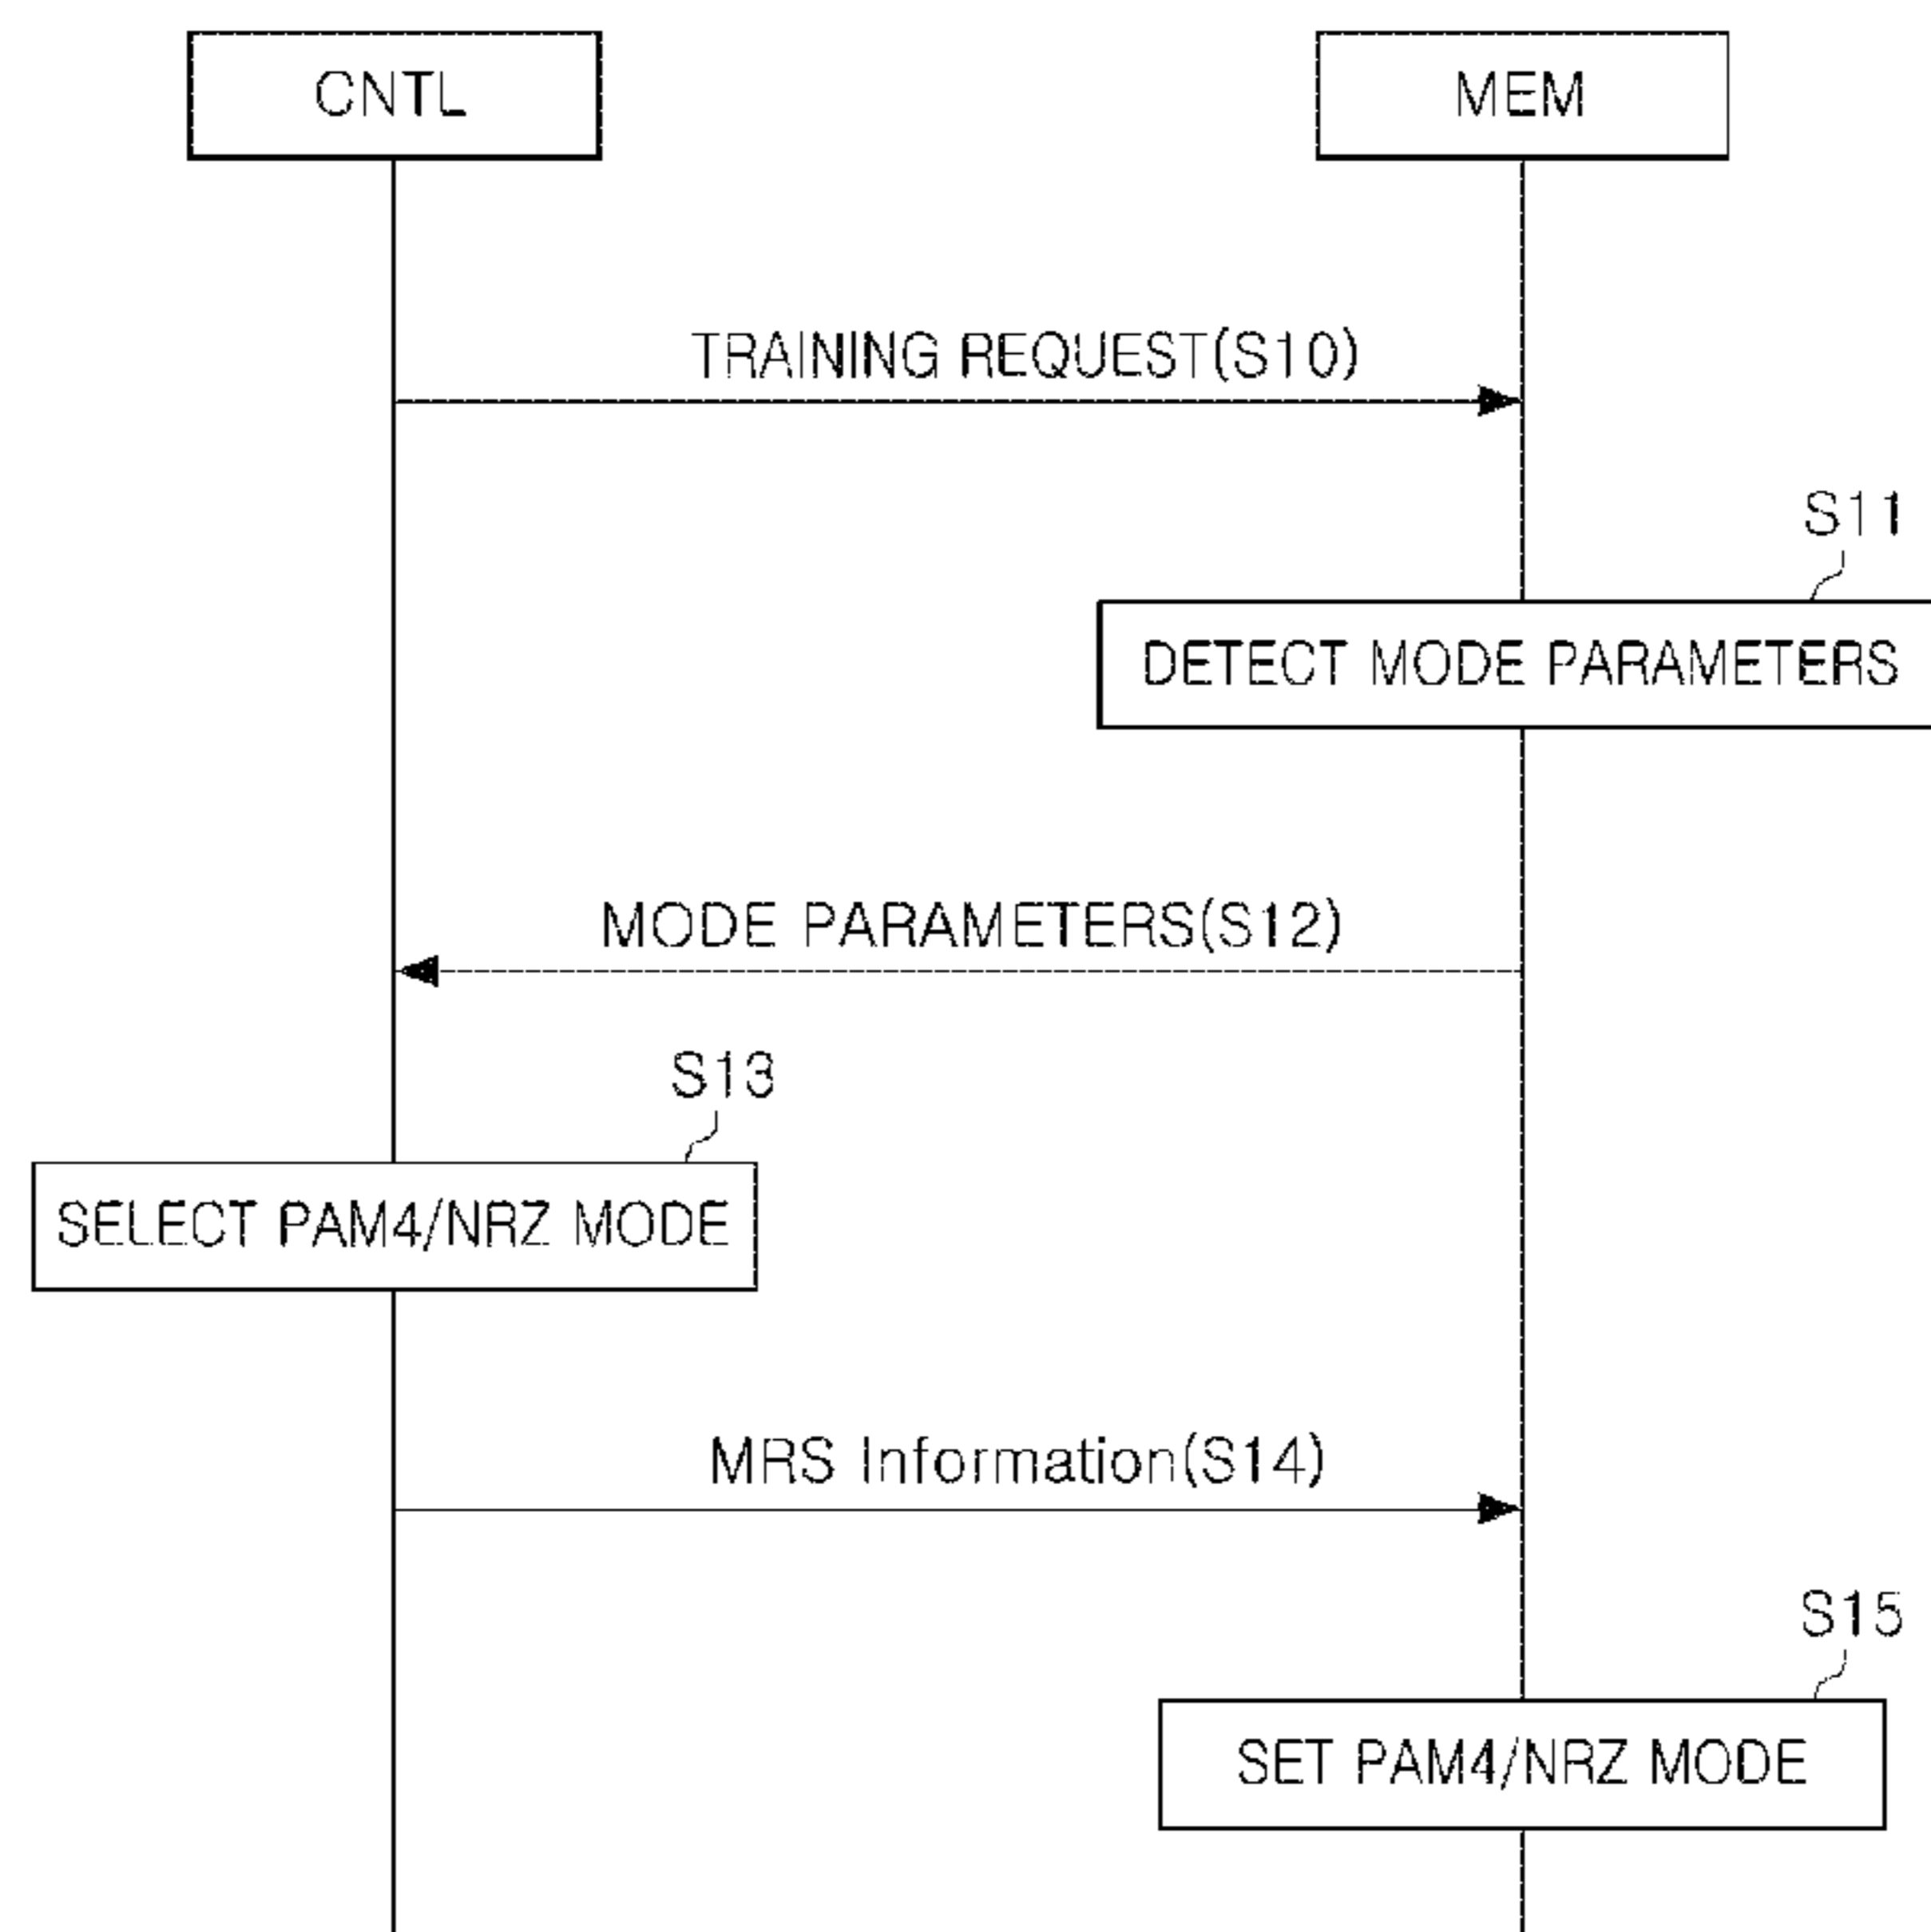 CNTL
MEM
TRAINING REQUEST(S10)
S11
DETECT MODE PARAMETERS
MODE PARAMETERS(S12)
S13
SELECT PAM4/NRZ MODE
MRS Information(S14)
S15
SET PAM4/NRZ MODE